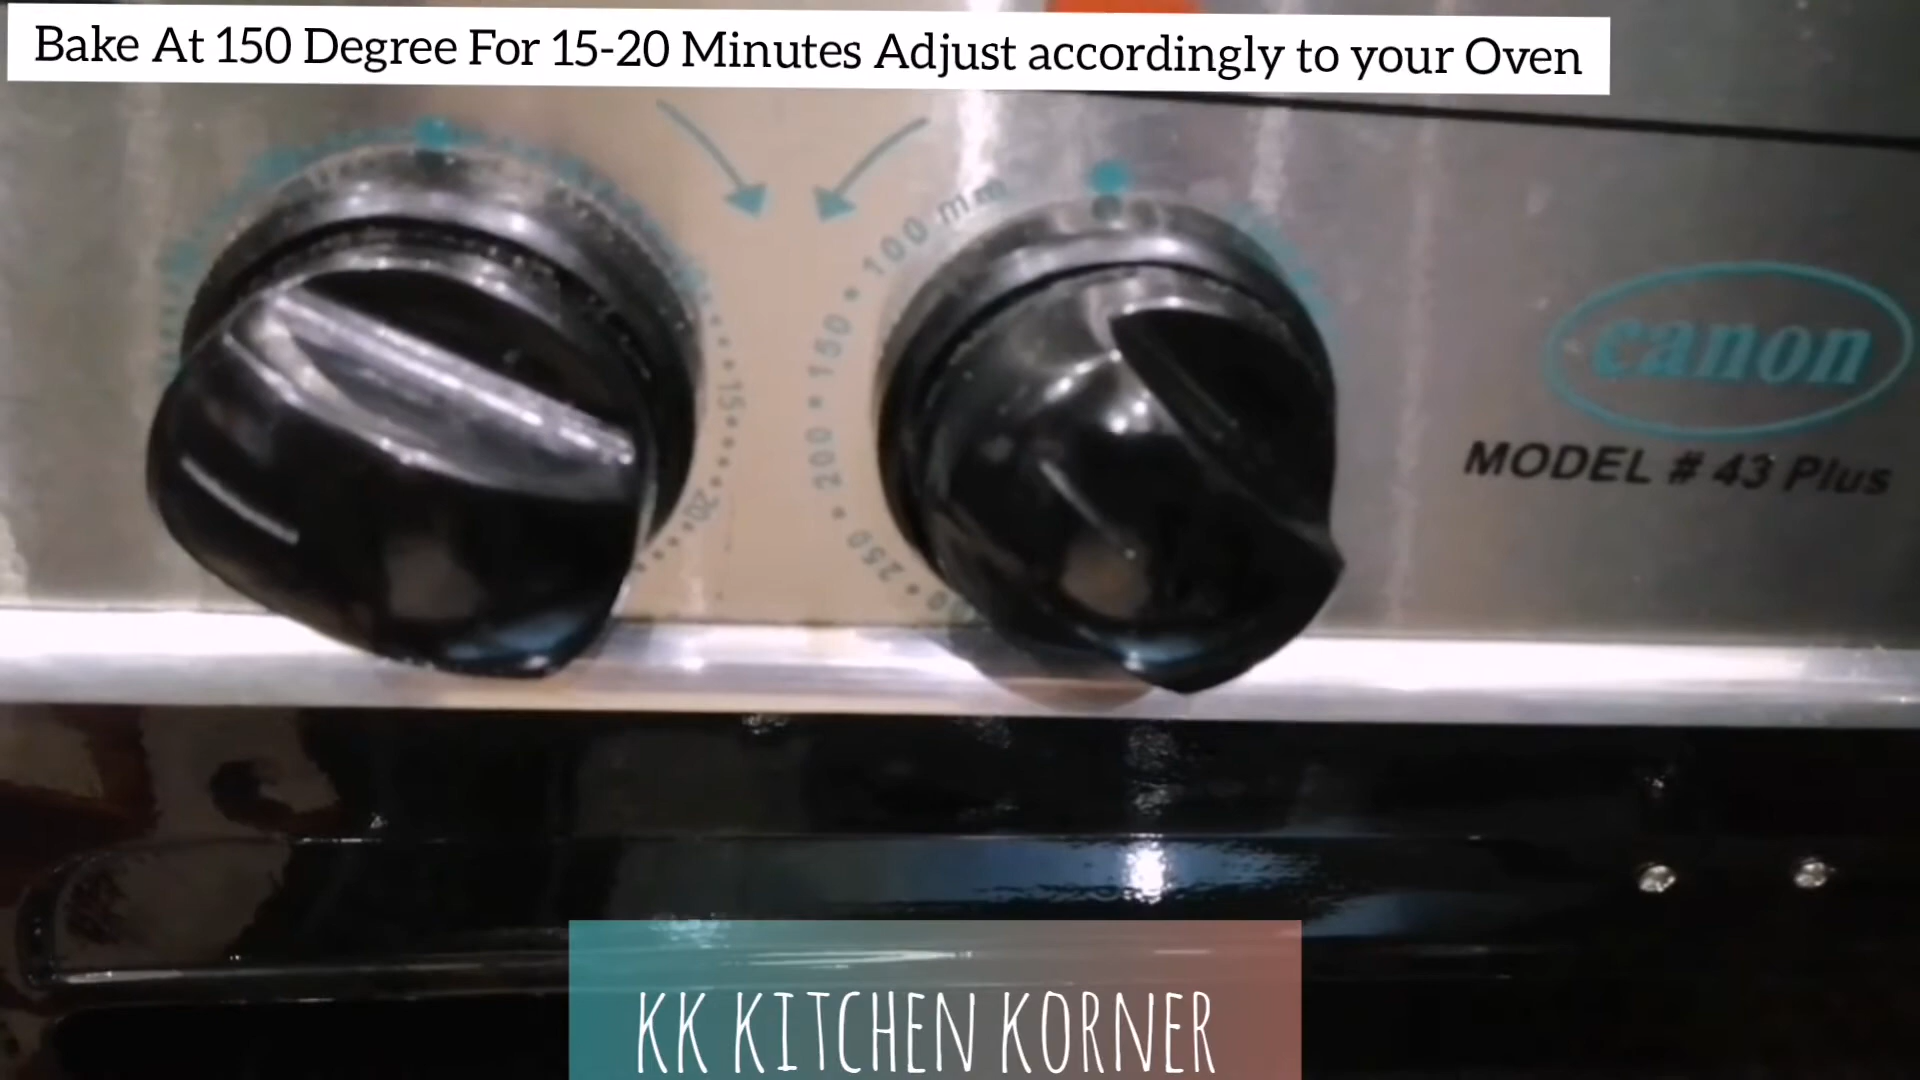 Bake At 150 Degree For 15-20 Minutes Adjust accordingly to your Oven
100
150
200
250
15
20
canon
MODEL # 43 Plus
KK KITCHEN KORNER